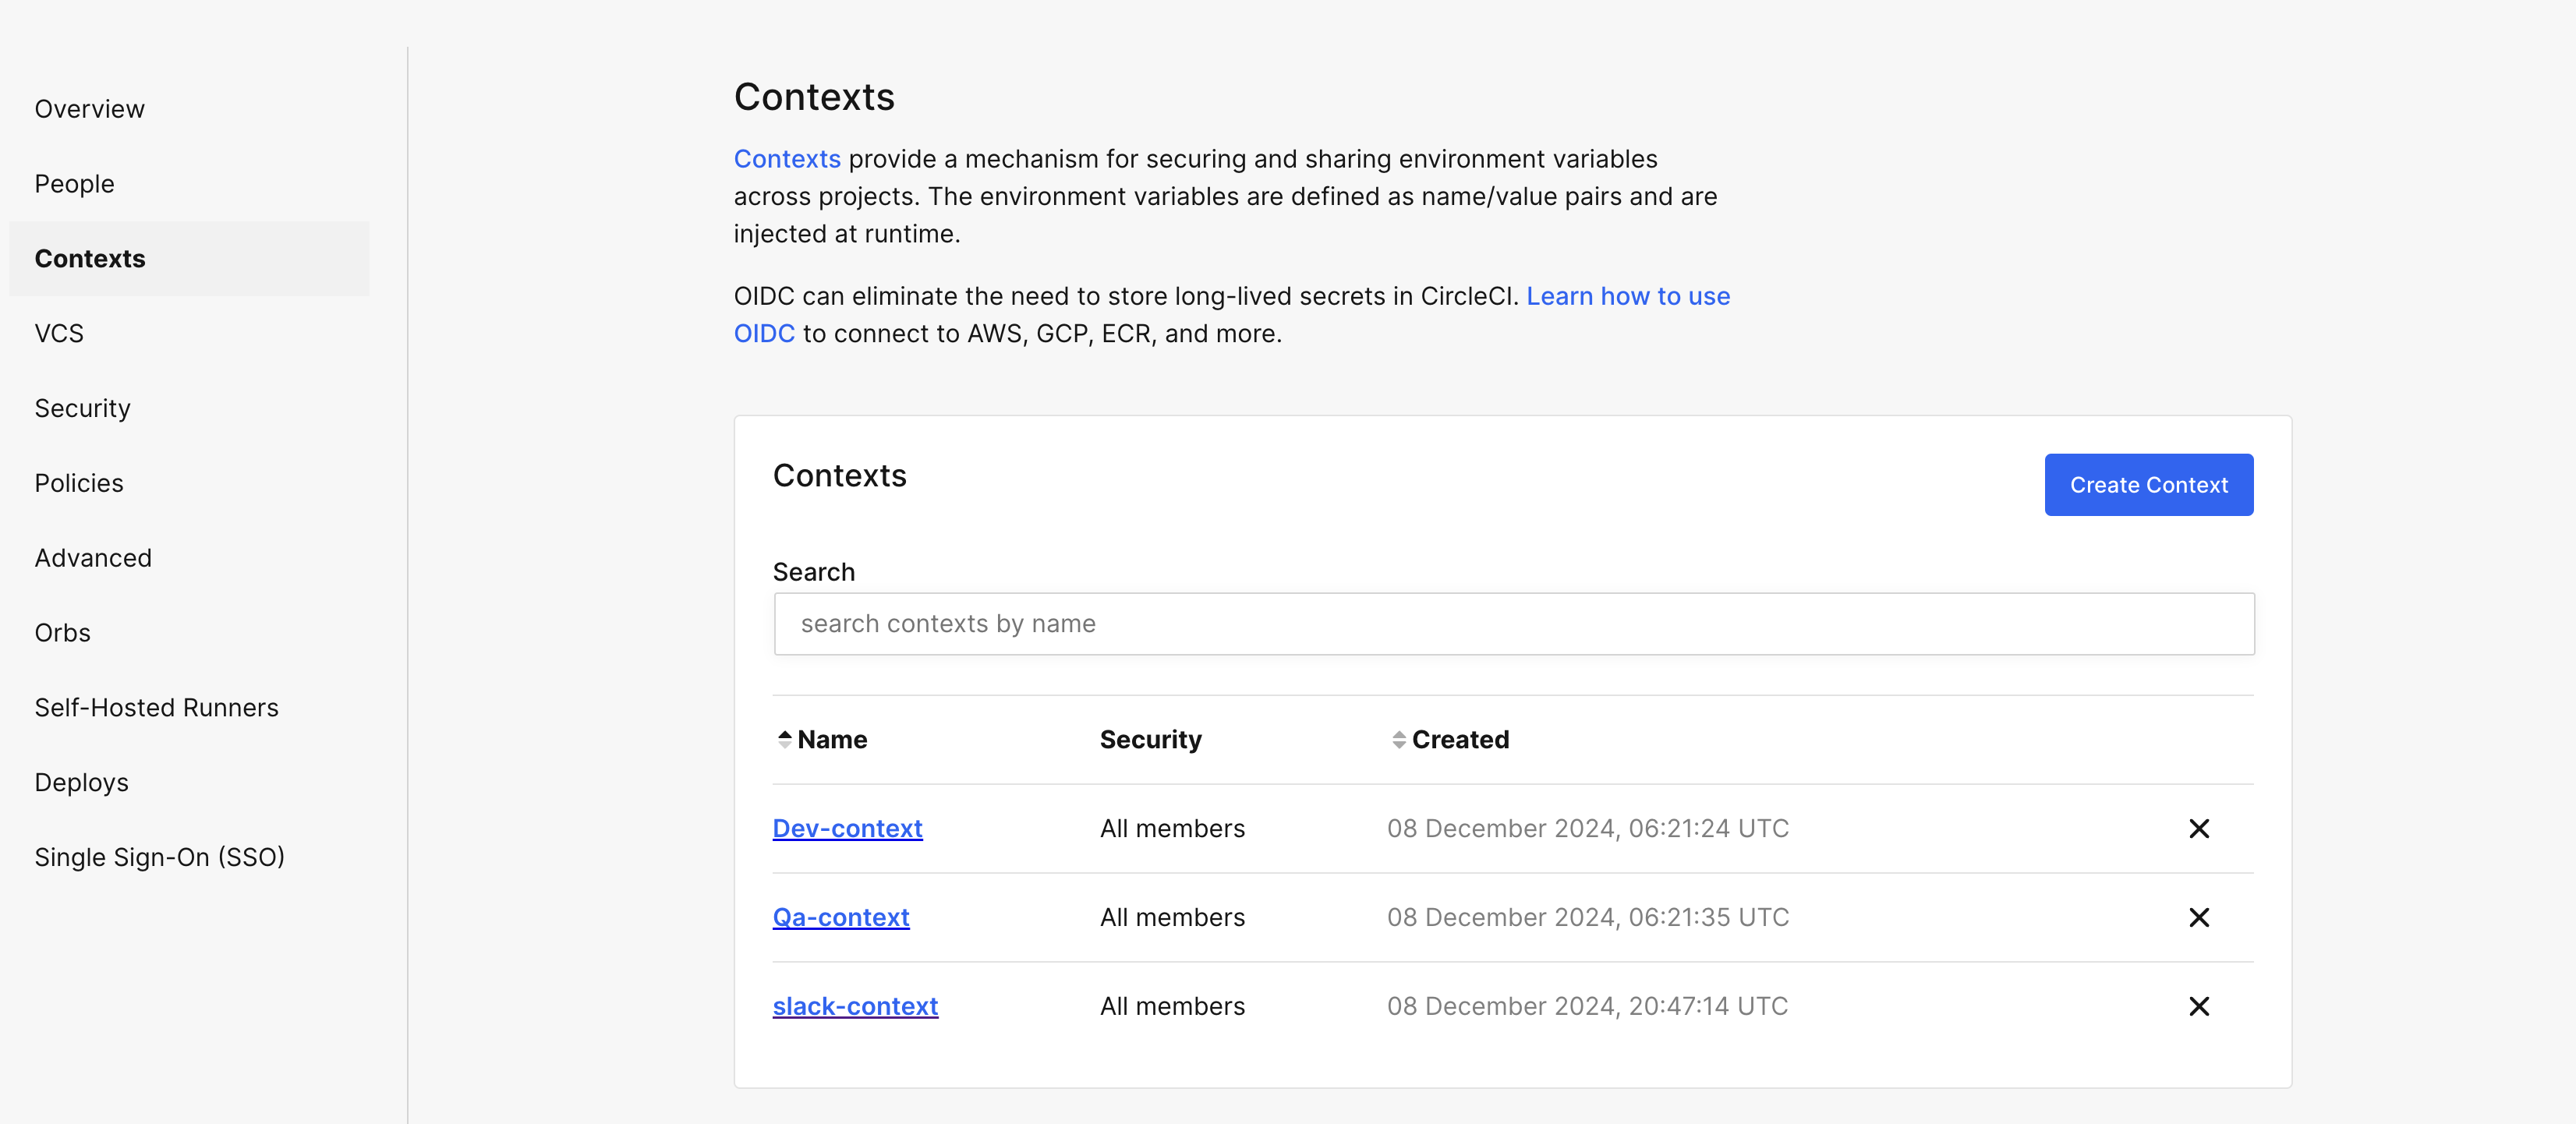 Overview
People
Contexts
VCS
Security
Policies
Advanced
Orbs
Self-Hosted Runners
Deploys
Single Sign-On (SSO)
Contexts
Contexts provide a mechanism for securing and sharing environment variables
across projects. The environment variables are defined as name/value pairs and are
injected at runtime.
OIDC can eliminate the need to store long-lived secrets in CircleCI. Learn how to use
OIDC to connect to AWS, GCP, ECR, and more.
Contexts
Create Context
Search
search contexts by name
Name Security Created
Dev-context All members 08 December 2024, 06:21:24 UTC
Qa-context All members 08 December 2024, 06:21:35 UTC
slack-context All members 08 December 2024, 20:47:14 UTC